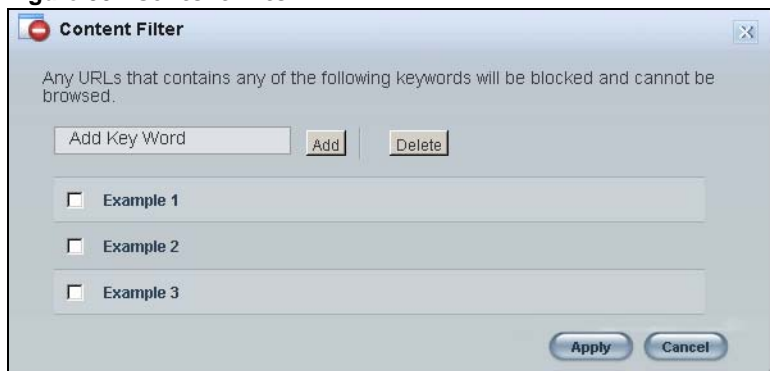 Content Filter
Any URLs that contains any of the following keywords will be blocked and cannot be
browsed.
Add Key Word
Add
Delete
Example 1
Example 2
Example 3
Apply
Cancel